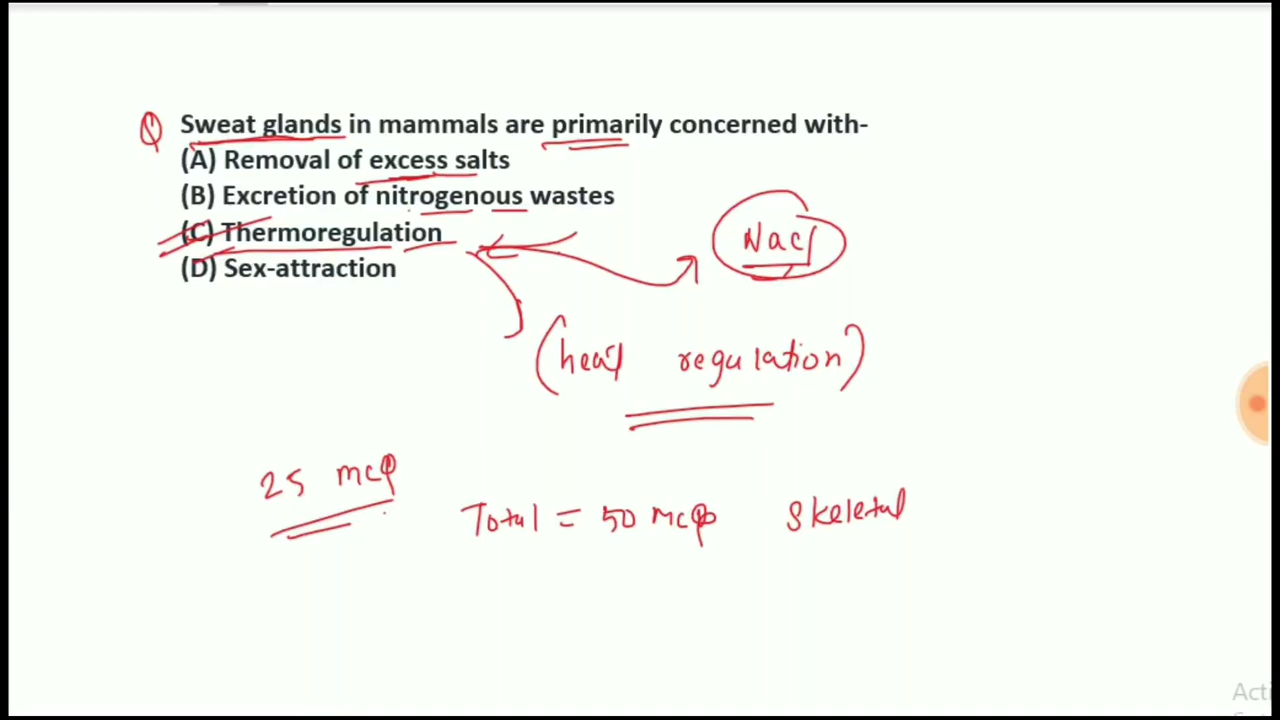 Q Sweat glands in mammals are primarily concerned with-
(A) Removal of excess salts
(B) Excretion of nitrogenous wastes
(C) Thermoregulation
(D) Sex-attraction
Nacl
(heat regulation)
25 mcq
Total = 50 mcq skeletal
Acti